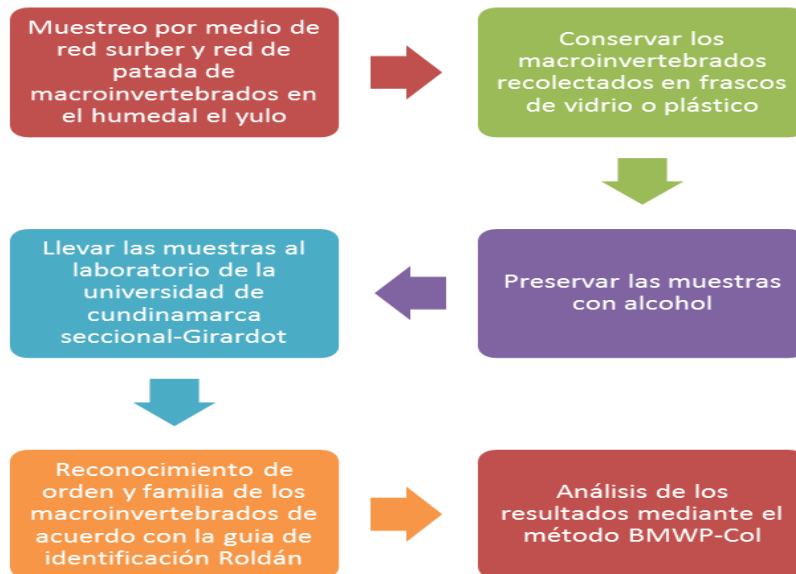 Muestreo por medio de
red surber y red de
patada de
macroinvertebrados en
el humedal el yulo
Conservar los
macroinvertebrados
recolectados en frascos
de vidrio o plástico
Preservar las muestras
con alcohol
Llevar las muestras al
laboratorio de la
universidad de
cundinamarca
seccional-Girardot
Reconocimiento de
orden y familia de los
macroinvertebrados de
acuerdo con la guia de
identificación Roldán
Análisis de los
resultados mediante el
método BMWP-Col